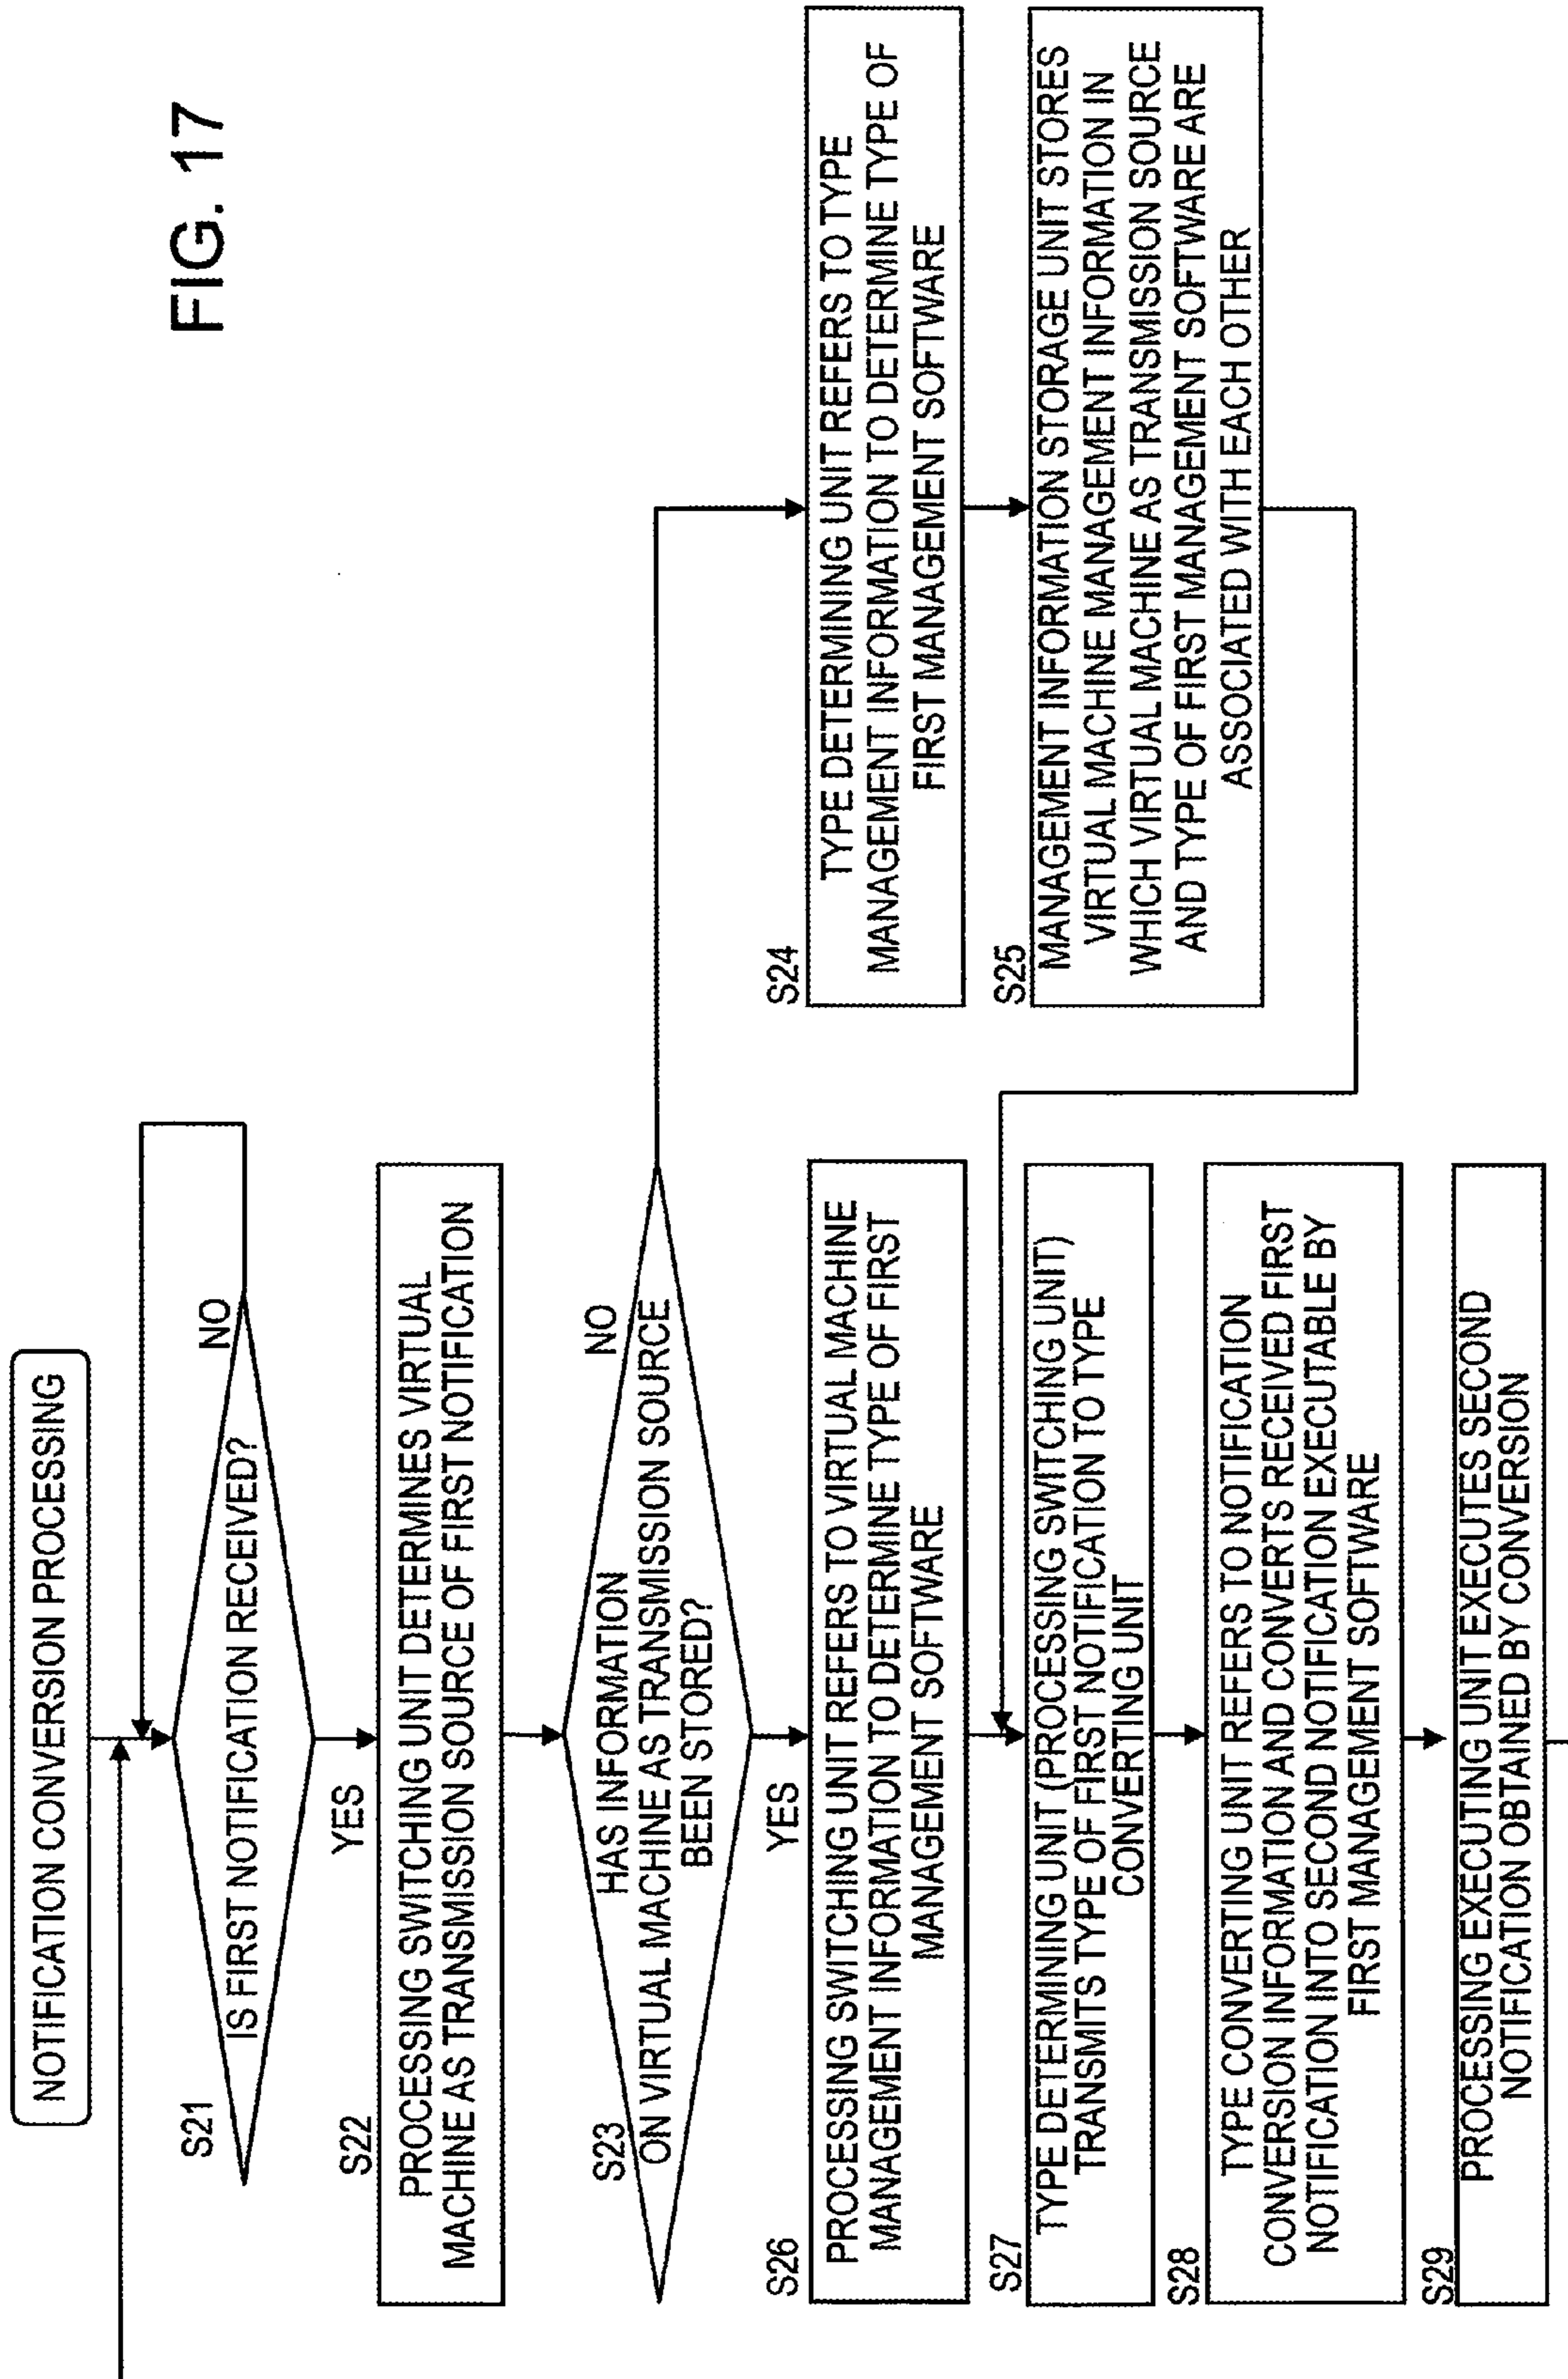 FIG. 17
NOTIFICATION CONVERSION PROCESSING
S21
IS FIRST NOTIFICATION RECEIVED?
NO
YES
S22
PROCESSING SWITCHING UNIT DETERMINES VIRTUAL
MACHINE AS TRANSMISSION SOURCE OF FIRST NOTIFICATION
S23
HAS INFORMATION
ON VIRTUAL MACHINE AS TRANSMISSION SOURCE
BEEN STORED?
NO
YES
S24
TYPE DETERMINING UNIT REFERS TO TYPE
MANAGEMENT INFORMATION TO DETERMINE TYPE OF
FIRST MANAGEMENT SOFTWARE
S25
MANAGEMENT INFORMATION STORAGE UNIT STORES
VIRTUAL MACHINE MANAGEMENT INFORMATION IN
WHICH VIRTUAL MACHINE AS TRANSMISSION SOURCE
AND TYPE OF FIRST MANAGEMENT SOFTWARE ARE
ASSOCIATED WITH EACH OTHER
S26
PROCESSING SWITCHING UNIT REFERS TO VIRTUAL MACHINE
MANAGEMENT INFORMATION TO DETERMINE TYPE OF FIRST
MANAGEMENT SOFTWARE
S27
TYPE DETERMINING UNIT (PROCESSING SWITCHING UNIT)
TRANSMITS TYPE OF FIRST NOTIFICATION TO TYPE
CONVERTING UNIT
S28
TYPE CONVERTING UNIT REFERS TO NOTIFICATION
CONVERSION INFORMATION AND CONVERTS RECEIVED FIRST
NOTIFICATION INTO SECOND NOTIFICATION EXECUTABLE BY
FIRST MANAGEMENT SOFTWARE
S29
PROCESSING EXECUTING UNIT EXECUTES SECOND
NOTIFICATION OBTAINED BY CONVERSION